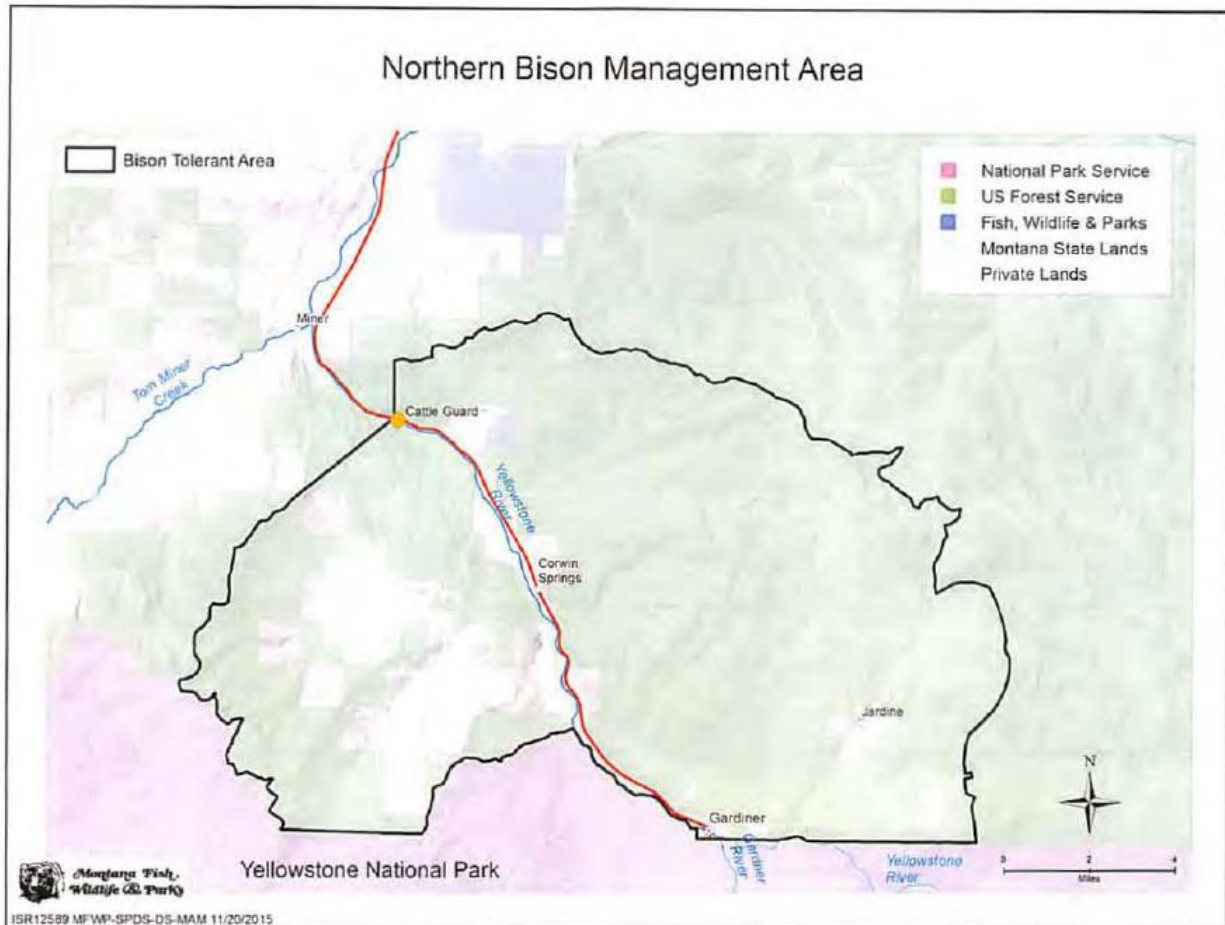 Northern Bison Management Area
Bison Tolerant Area
National Park Service
US Forest Service
Fish, Wildlife & Parks
Montana State Lands
Private Lands
Miner
Tom Miner
Creek
Cattle Guard
Yellowstone
River
Corwin
Springs
Jardine
N
Gardiner
Gardner
River
Yellowstone
River
0 2 4
Miles
Yellowstone National Park
Montana Fish,
Wildlife & Parks
ISR12589 MFWP-SPDS-DS-MAM 11/20/2015